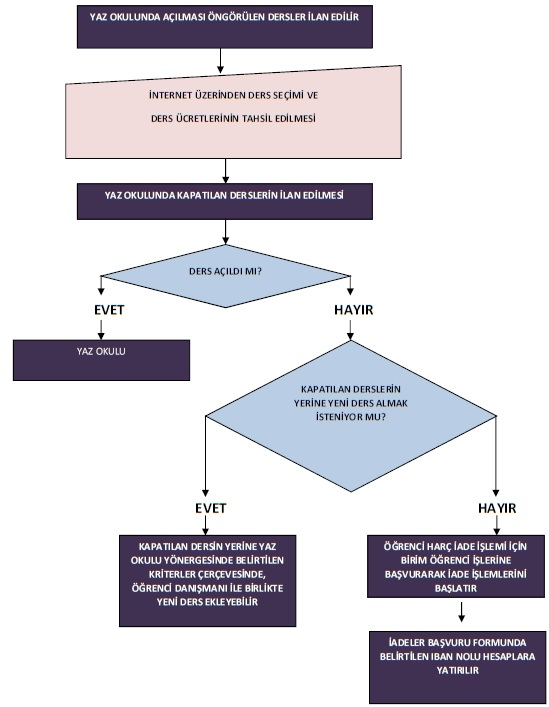 YAZ OKULUNDA AÇILMASI ÖNGÖRÜLEN DERSLER İLAN EDİLİR
İNTERNET ÜZERİNDEN DERS SEÇİMİ VE
DERS ÜCRETLERİNİN TAHSİL EDİLMESİ
YAZ OKULUNDA KAPATILAN DERSLERİN İLAN EDİLMESİ
DERS AÇILDI MI?
EVET
HAYIR
YAZ OKULU
KAPATILAN DERSLERİN
YERİNE YENİ DERS ALMAK
İSTENİYOR MU?
EVET
HAYIR
KAPATILAN DERSİN YERİNE YAZ
OKULU YÖNERGESİNDE BELİRTİLEN
KRİTERLER ÇERÇEVESİNDE,
ÖĞRENCİ DANIŞMANI İLE BİRLİKTE
YENİ DERS EKLEYEBİLİR
ÖĞRENCİ HARÇ İADE İŞLEMİ İÇİN
BİRİM ÖĞRENCİ İŞLERİNE
BAŞVURARAK İADE İŞLEMLERİNİ
BAŞLATIR
İADELER BAŞVURU FORMUNDA
BELİRTİLEN IBAN NOLU HESAPLARA
YATIRILIR